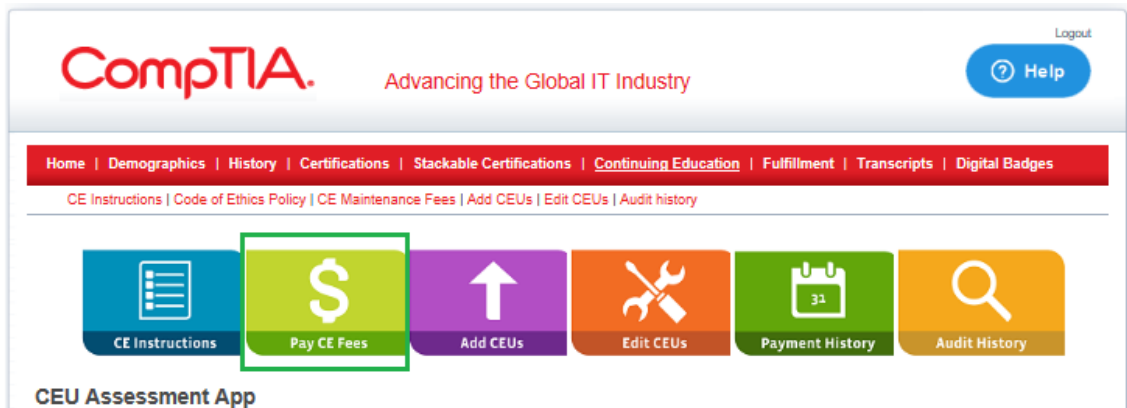 Logout
CompTIA.
Advancing the Global IT Industry
? Help
Home | Demographics | History | Certifications | Stackable Certifications | Continuing Education | Fulfillment | Transcripts | Digital Badges
CE Instructions | Code of Ethics Policy | CE Maintenance Fees | Add CEUs | Edit CEUs | Audit history
$
31
CE Instructions
Pay CE Fees
Add CEUs
Edit CEUs
Payment History
Audit History
CEU Assessment App